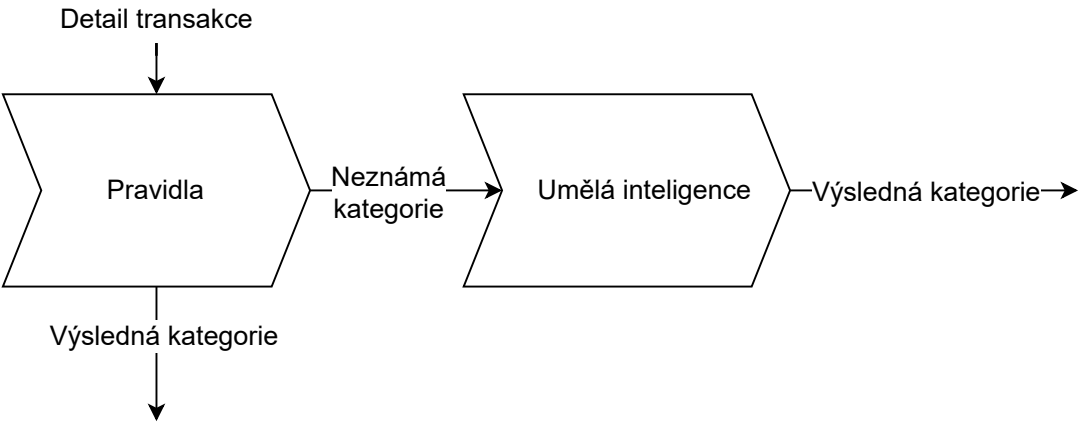 Detail transakce
Pravidla
Neznámá
kategorie
Umělá inteligence
Výsledná kategorie
Výsledná kategorie